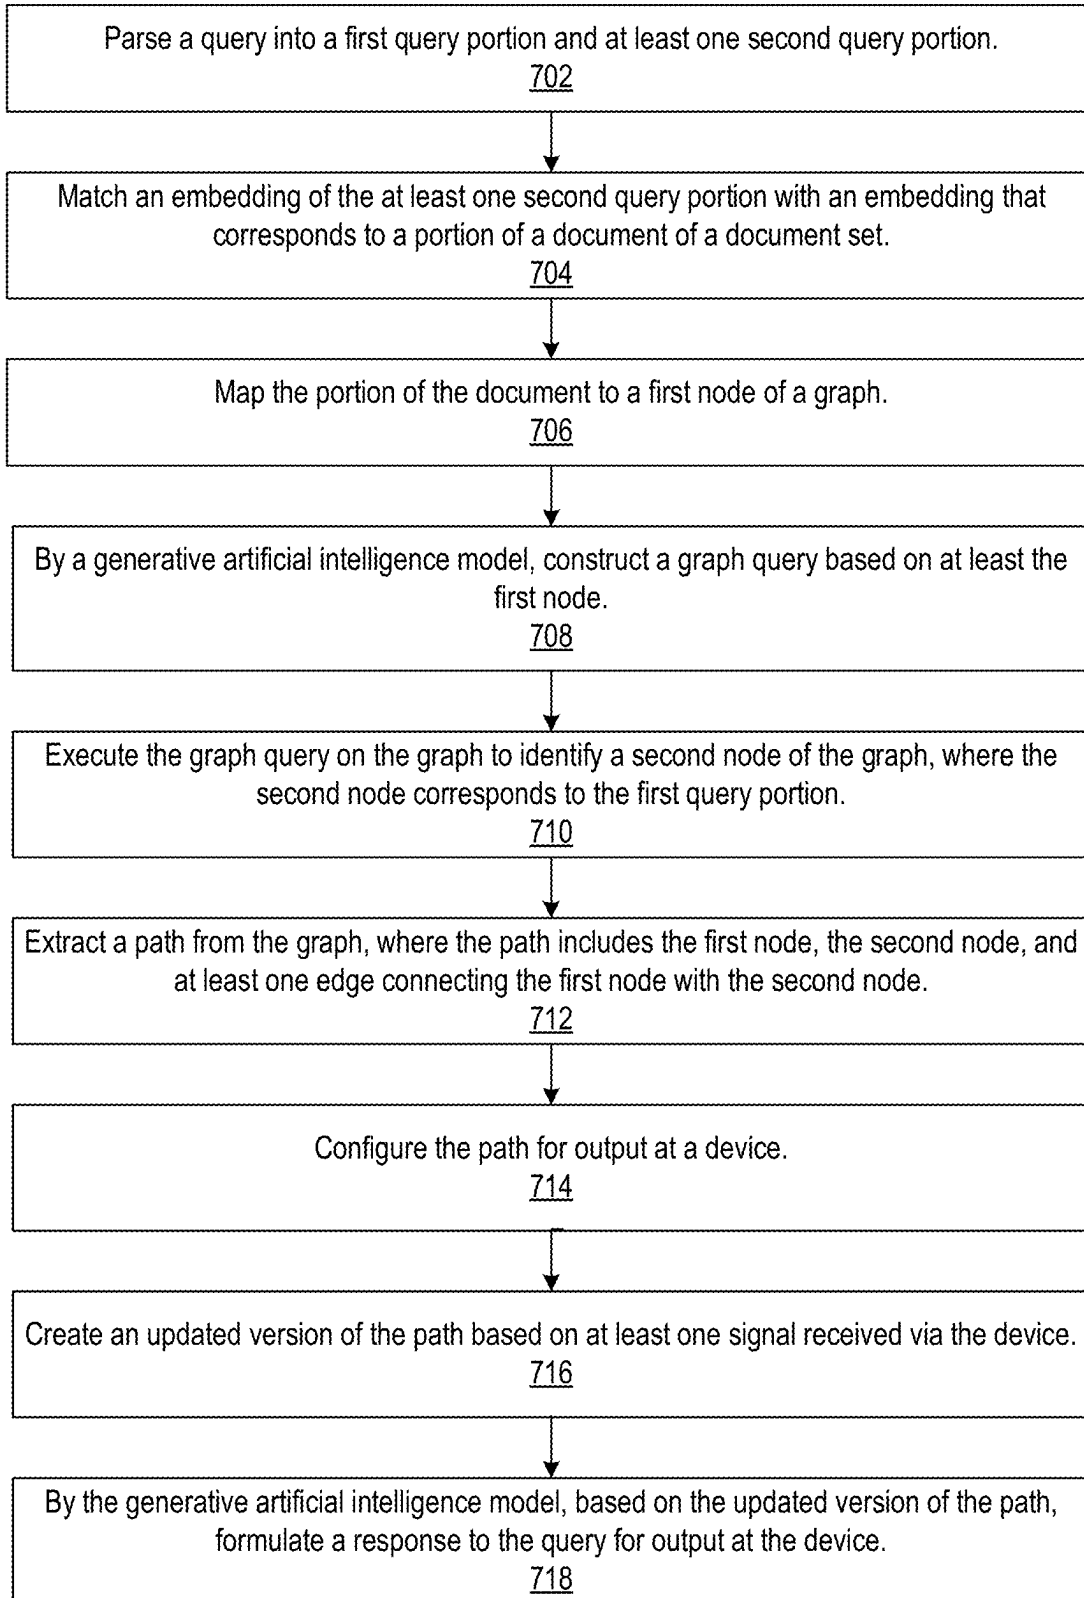 Parse a query into a first query portion and at least one second query portion.
702
Match an embedding of the at least one second query portion with an embedding that
corresponds to a portion of a document of a document set.
704
Map the portion of the document to a first node of a graph.
706
By a generative artificial intelligence model, construct a graph query based on at least the
first node.
708
Execute the graph query on the graph to identify a second node of the graph, where the
second node corresponds to the first query portion.
710
Extract a path from the graph, where the path includes the first node, the second node, and
at least one edge connecting the first node with the second node.
712
Configure the path for output at a device.
714
Create an updated version of the path based on at least one signal received via the device.
716
By the generative artificial intelligence model, based on the updated version of the path,
formulate a response to the query for output at the device.
718